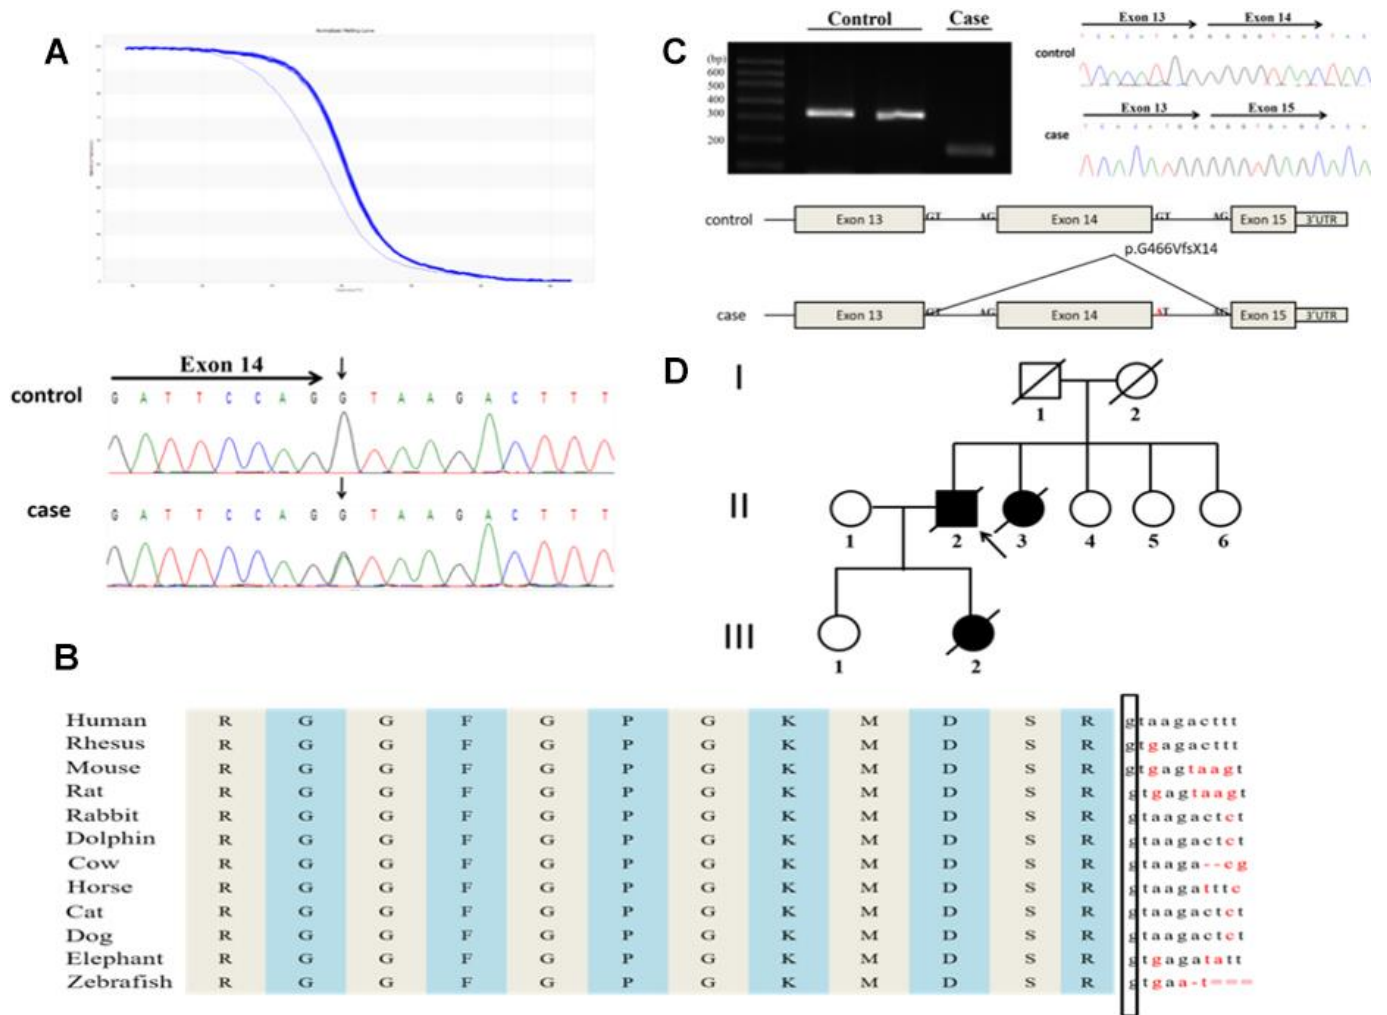 A
Normalised Melting curve
Exon 14
control
G A T T C C A G G T A A G A C T T T
case
G A T T C C A G G T A A G A C T T T
C
Control Case
(bp)
600
500
400
300
200
Exon 13 Exon 14
control
Exon 13 Exon 15
case
control Exon 13 GT AG Exon 14 GT AG Exon 15 3'UTR
p.G466VfsX14
case Exon 13 GT AG Exon 14 AT AG Exon 15 3'UTR
D
I
1 2
II
1 2 3 4 5 6
III
1 2
B
Human R G G F G P G K M D S R gtaagacttt
Rhesus R G G F G P G K M D S R gtgagacttt
Mouse R G G F G P G K M D S R gtgagtaagt
Rat R G G F G P G K M D S R gtgagtaagt
Rabbit R G G F G P G K M D S R gtaagactct
Dolphin R G G F G P G K M D S R gtaagactct
Cow R G G F G P G K M D S R gtaaga--cg
Horse R G G F G P G K M D S R gtaagatttc
Cat R G G F G P G K M D S R gtaagactct
Dog R G G F G P G K M D S R gtaagactct
Elephant R G G F G P G K M D S R gtgagatatt
Zebrafish R G G F G P G K M D S R gtgaa-t===